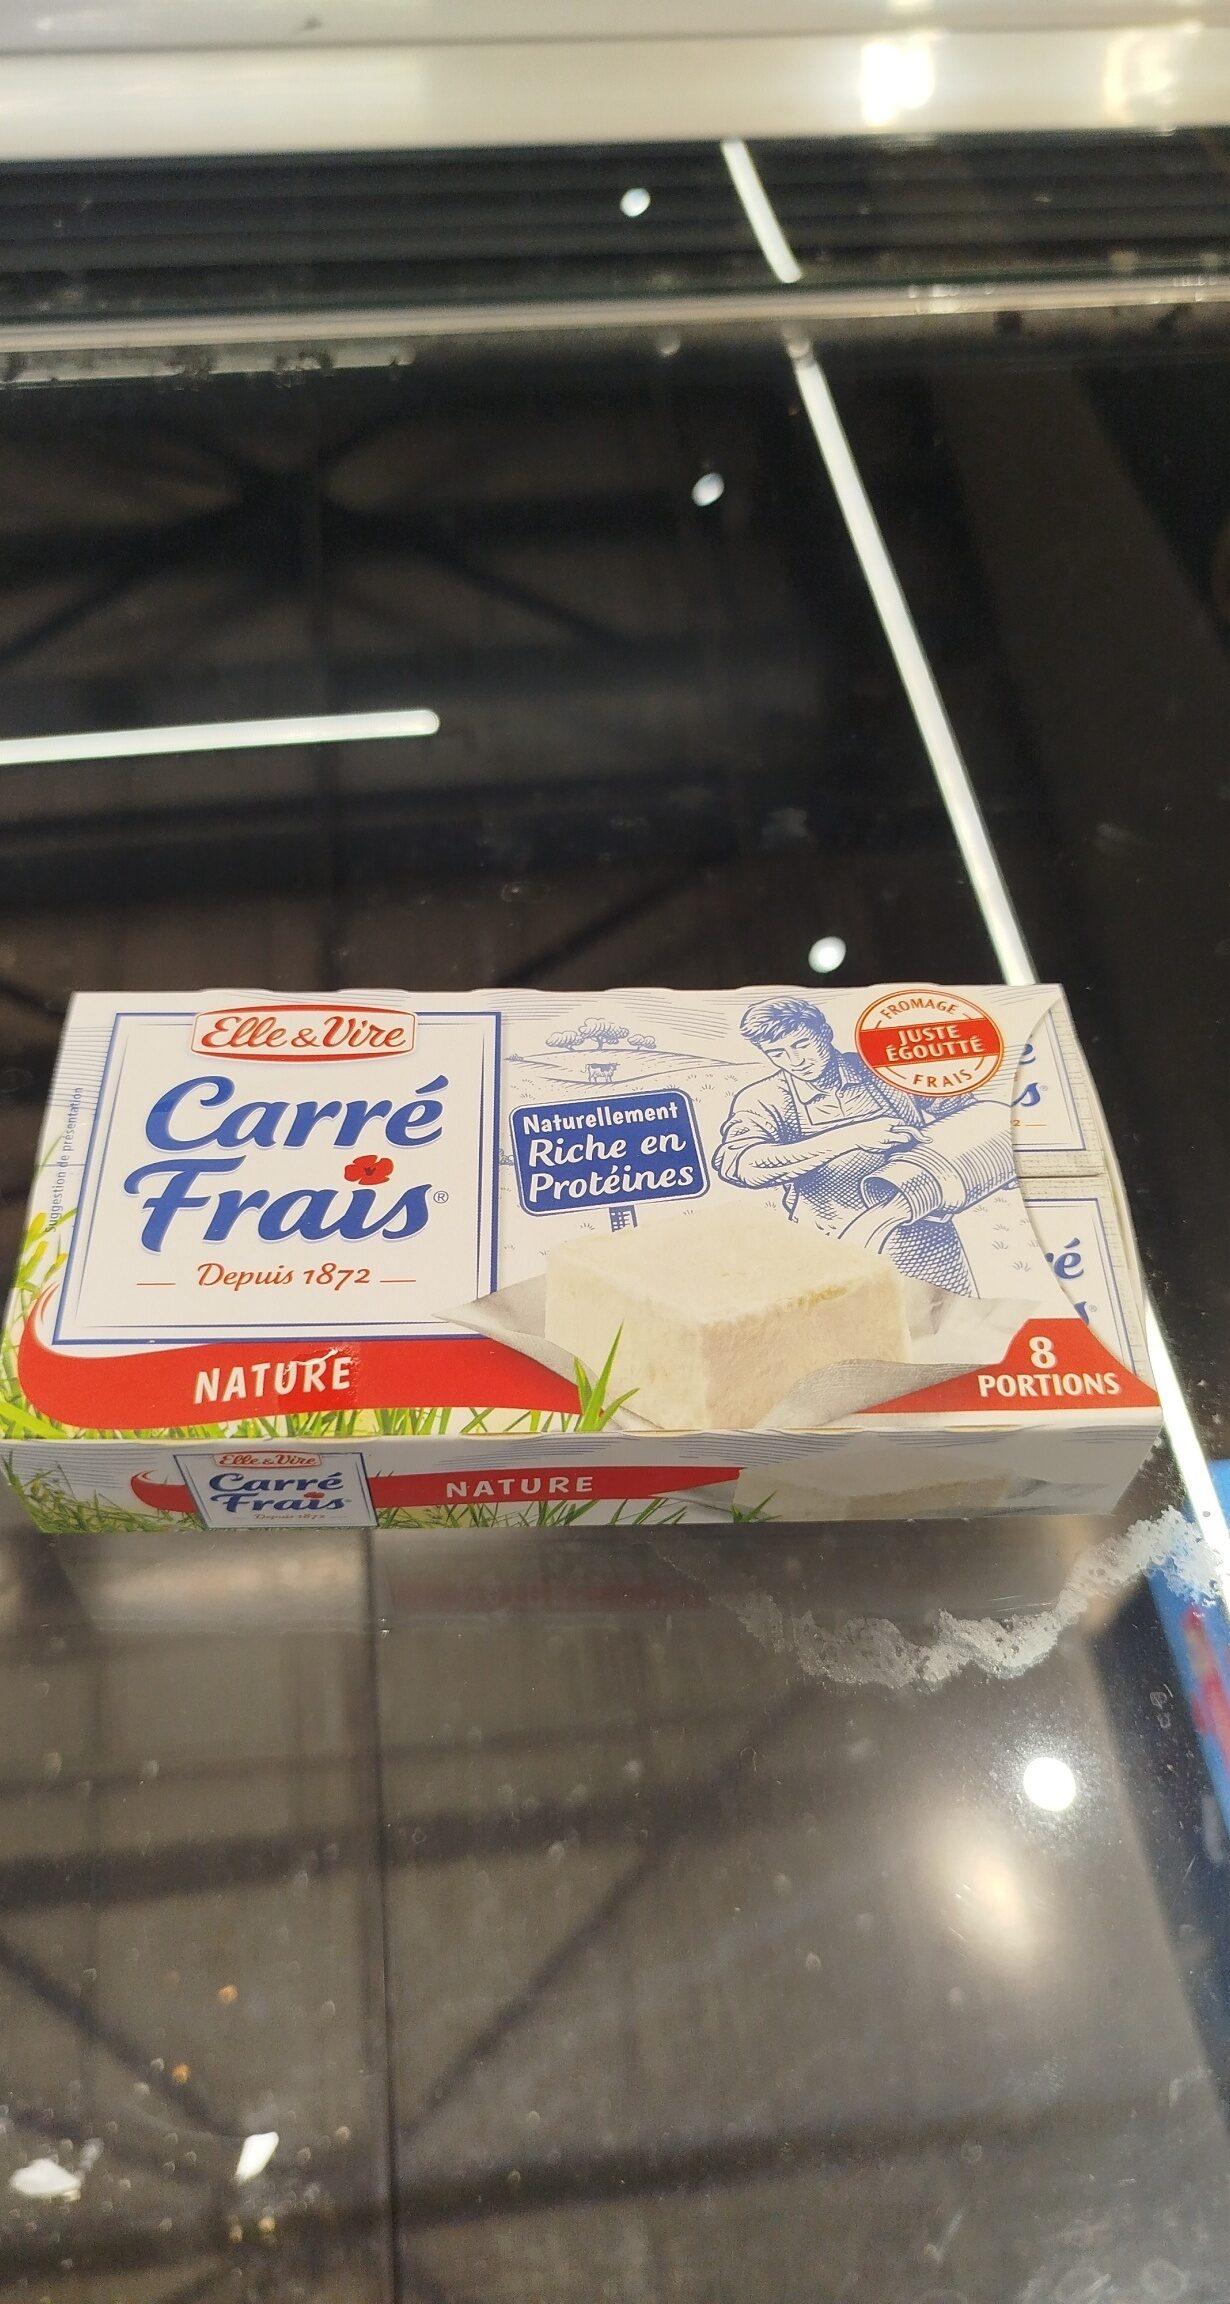 Elle & Vire
Carré
Frais®
Depuis 1872
NATURE
Suggestion de présentation
Naturellement
Riche en
Protéines
FROMAGE
JUSTE
ÉGOUTTÉ
FRAIS
8
PORTIONS
é
s®
Elle & Vire
Carré
Frais
Depuis 1872
NATURE